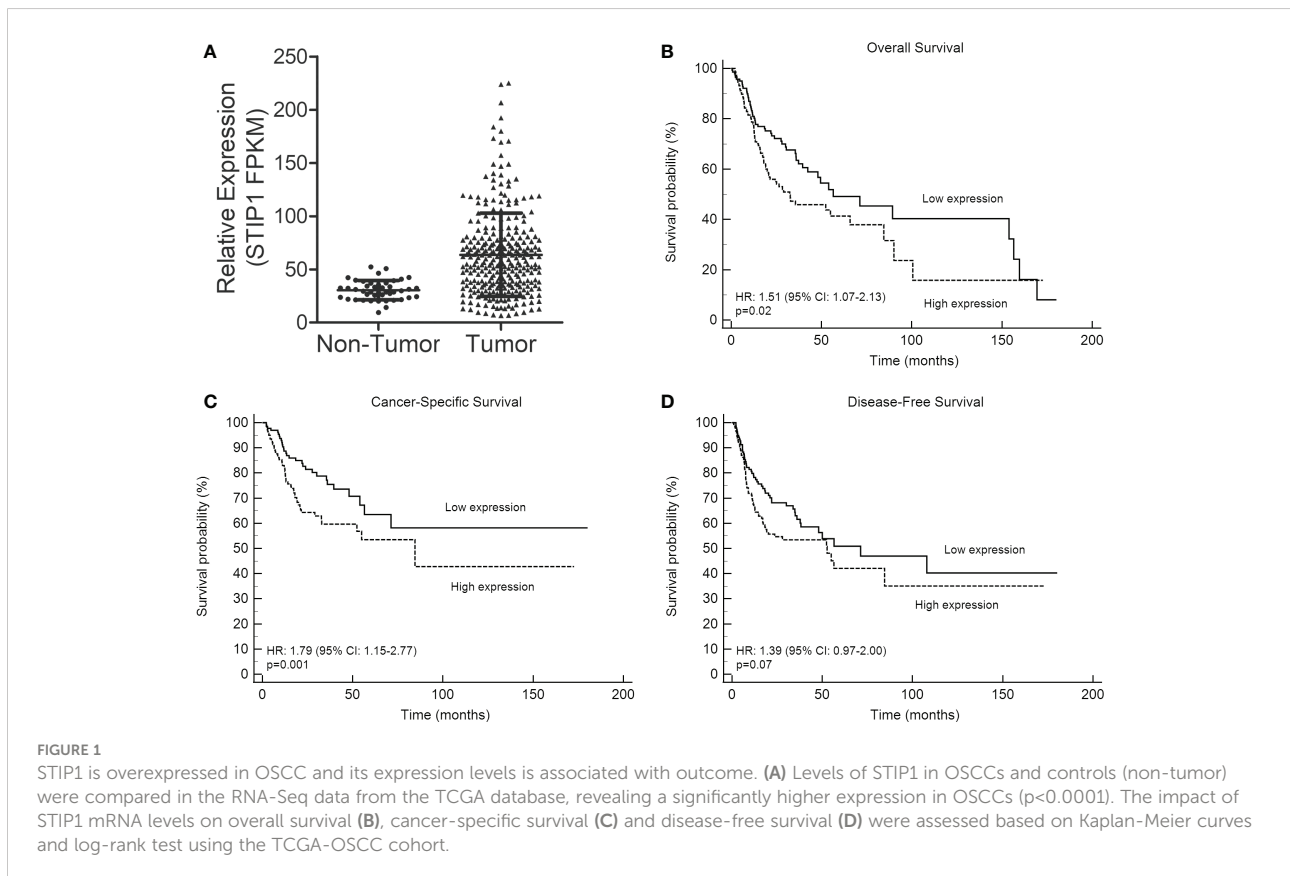 A
250
200
150
100
50
0
Relative Expression
(STIP1 FPKM)
Non-Tumor
Tumor
B
Overall Survival
100
80
60
40
20
0
Survival probability (%)
Low expression
High expression
HR: 1.51 (95% CI: 1.07-2.13)
p=0.02
0
50
100
150
200
Time (months)
C
Cancer-Specific Survival
100
90
80
70
60
50
40
30
20
10
0
Survival probability (%)
Low expression
High expression
HR: 1.79 (95% CI: 1.15-2.77)
p=0.001
0
50
100
150
200
Time (months)
D
Disease-Free Survival
100
90
80
70
60
50
40
30
20
10
0
Survival probability (%)
Low expression
High expression
HR: 1.39 (95% CI: 0.97-2.00)
p=0.07
0
50
100
150
200
Time (months)
FIGURE 1
STIP1 is overexpressed in OSCC and its expression levels is associated with outcome. (A) Levels of STIP1 in OSCCs and controls (non-tumor)
were compared in the RNA-Seq data from the TCGA database, revealing a significantly higher expression in OSCCs (p<0.0001). The impact of
STIP1 mRNA levels on overall survival (B), cancer-specific survival (C) and disease-free survival (D) were assessed based on Kaplan-Meier curves
and log-rank test using the TCGA-OSCC cohort.